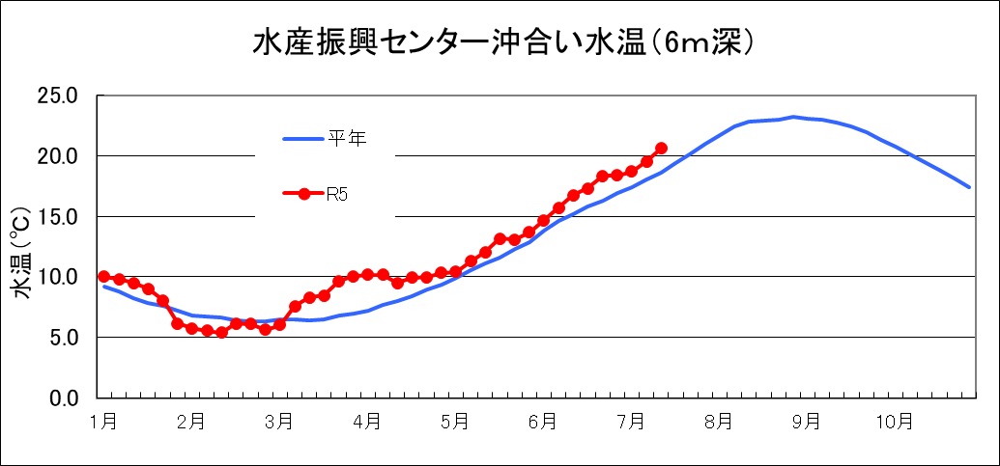 水産振興センター沖合い水温（6ｍ深）
25.0
20.0
15.0
10.0
5.0
0.0
水温（℃）
平年
R5
1月 2月 3月 4月 5月 6月 7月 8月 9月 10月